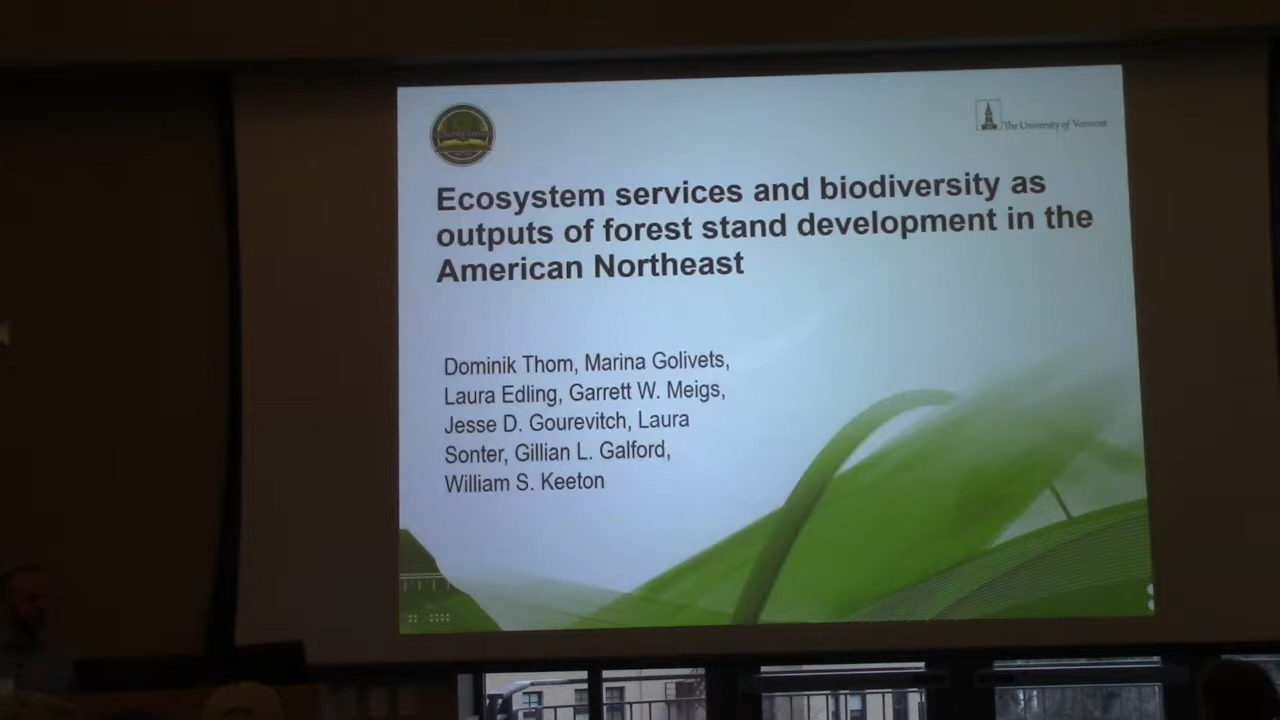 The University of Vermont
Ecosystem services and biodiversity as
outputs of forest stand development in the
American Northeast
Dominik Thom, Marina Golivets,
Laura Edling, Garrett W. Meigs,
Jesse D. Gourevitch, Laura
Sonter, Gillian L. Galford,
William S. Keeton